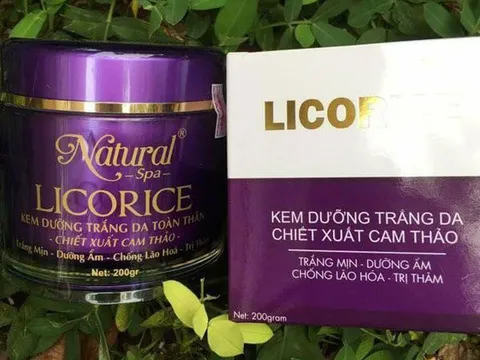 Natural®
-Spa-
LICORICE
KEM DƯỠNG TRẮNG DA TOÀN THÂN
- CHIẾT XUẤT CAM THẢO -
Trắng Mịn - Dưỡng Ẩm - Chống Lão Hoá - Trị Thâm
Net: 200gr
LICORICE
KEM DƯỠNG TRẮNG DA
CHIẾT XUẤT CAM THẢO
TRẮNG MỊN - DƯỠNG ẨM
CHỐNG LÃO HÓA - TRỊ THÂM
Net: 200gram